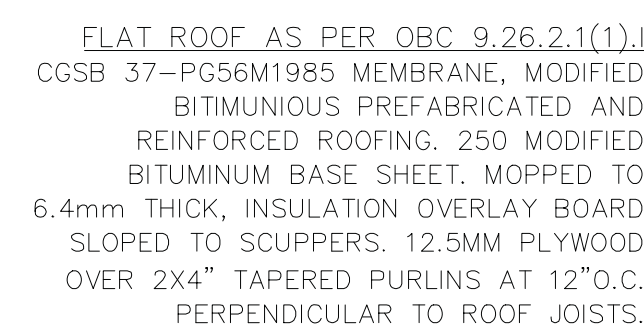 FLAT ROOF AS PER OBC 9.26.2.1(1).I
CGSB 37-PG56M1985 MEMBRANE, MODIFIED
BITIMUNIOUS PREFABRICATED AND
REINFORCED ROOFING. 250 MODIFIED
BITUMINUM BASE SHEET. MOPPED TO
6.4mm THICK, INSULATION OVERLAY BOARD
SLOPED TO SCUPPERS. 12.5MM PLYWOOD
OVER 2X4" TAPERED PURLINS AT 12"O.C.
PERPENDICULAR TO ROOF JOISTS.